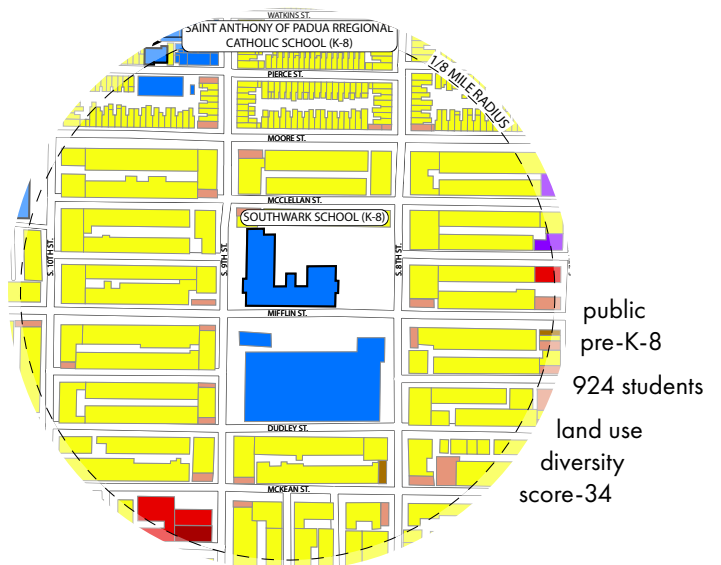 WATKINS ST.
SAINT ANTHONY OF PADUA RREGIONAL
CATHOLIC SCHOOL (K-8)
PIERCE ST.
1/8 MILE RADIUS
MOORE ST.
MCCLELLAN ST.
SOUTHWARK SCHOOL (K-8)
S. 10TH ST.
S. 9TH ST.
S. 8TH ST.
MIFFLIN ST.
public
pre-K-8
924 students
DUDLEY ST.
land use
diversity
score-34
MCKEAN ST.